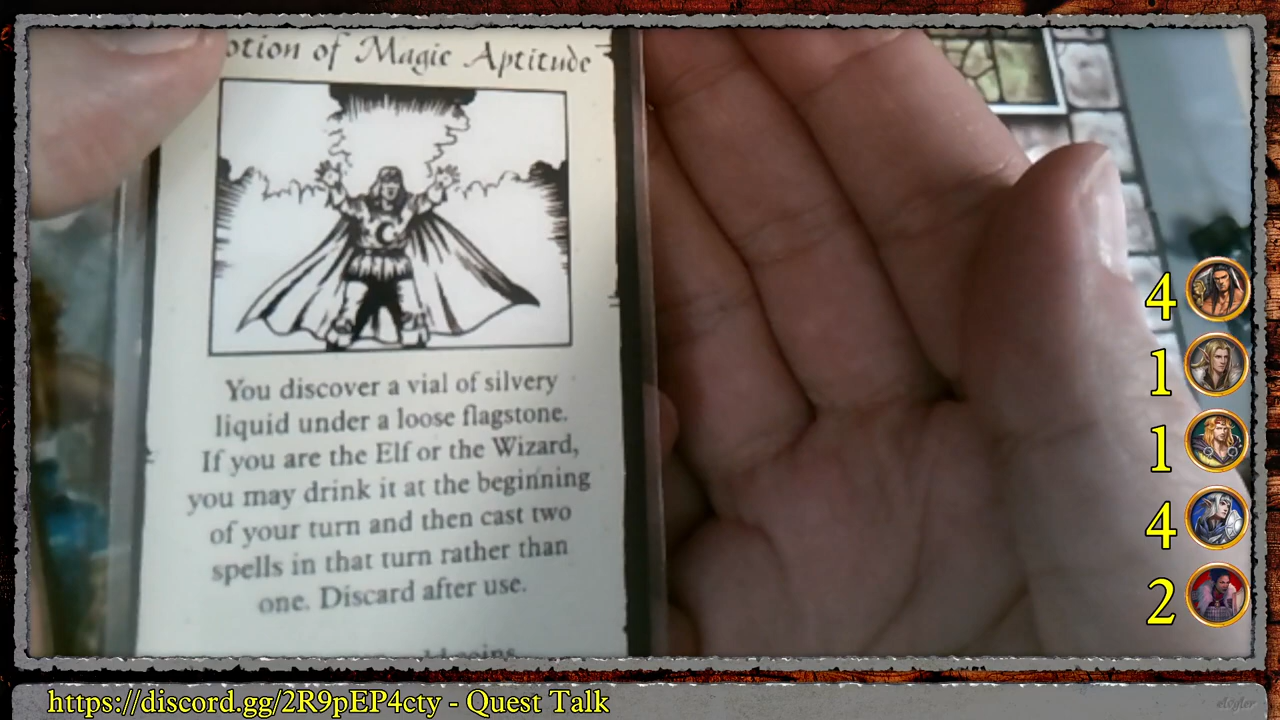 otion of Magic Aptitude
You discover a vial of silvery
liquid under a loose flagstone.
If you are the Elf or the Wizard,
you may drink it at the beginning
of your turn and then cast two
spells in that turn rather than
one. Discard after use.
4
1
1
4
2
https://discord.gg/2R9pEP4cty - Quest Talk